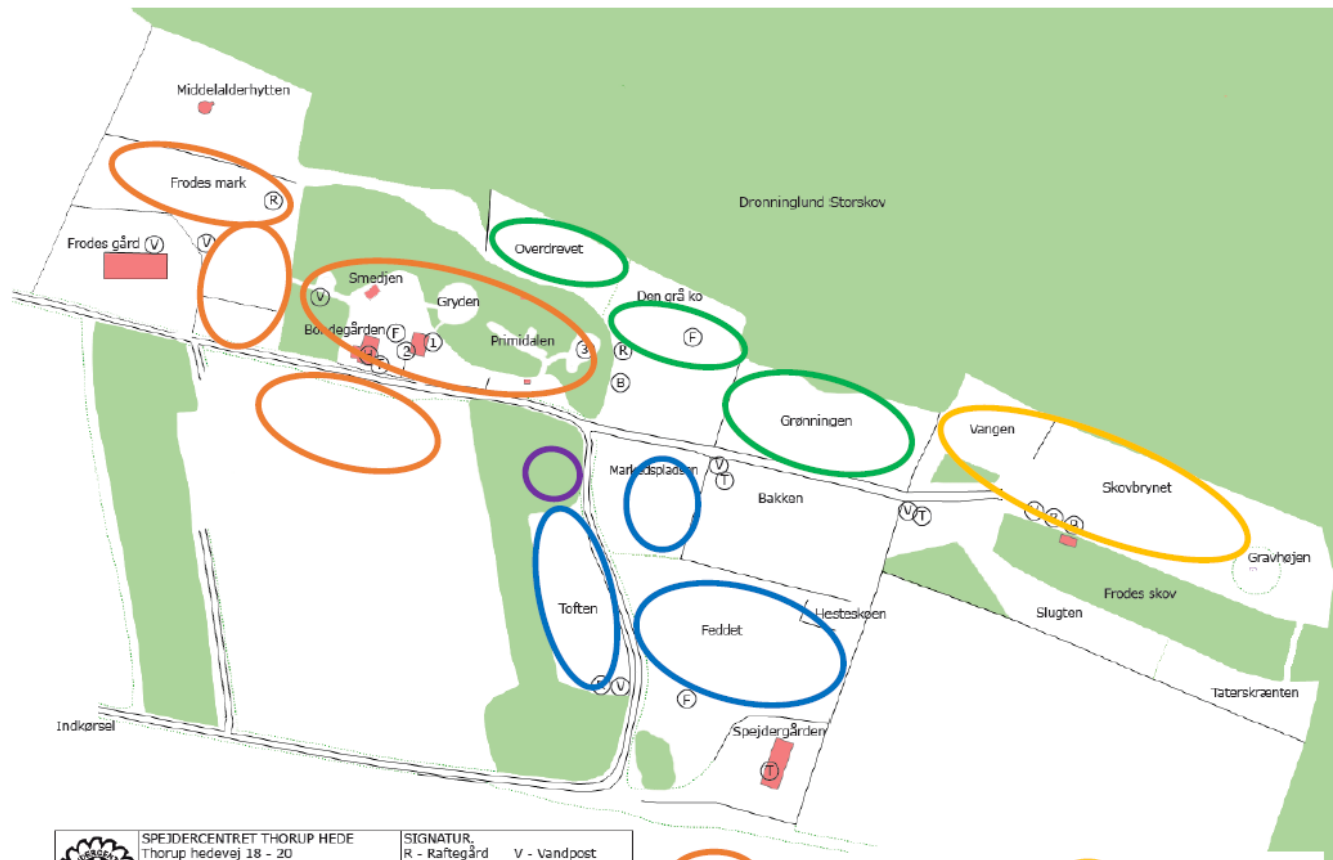 Middelalderhytten
Frodes mark
R
Dronninglund Storskov
Frodes gård V
V
Overdrevet
Smedjen
V
Gryden
Den grå ko
Bondegården F
2
1
Primidalen
3
R
F
B
Grønningen
Vangen
Markedspladsen
V
T
Bakken
Skovbrynet
V T
Gravhøjen
Frodes skov
Toften
Feddet
Hesteskoen
Slugten
R V
F
Taterskrænten
Indkørsel
Spejdergården
T
SPEJDERCENTRET THORUP HEDE
Thorup hedevej 18 - 20
SIGNATUR.
R - Raftegård V - Vandpost